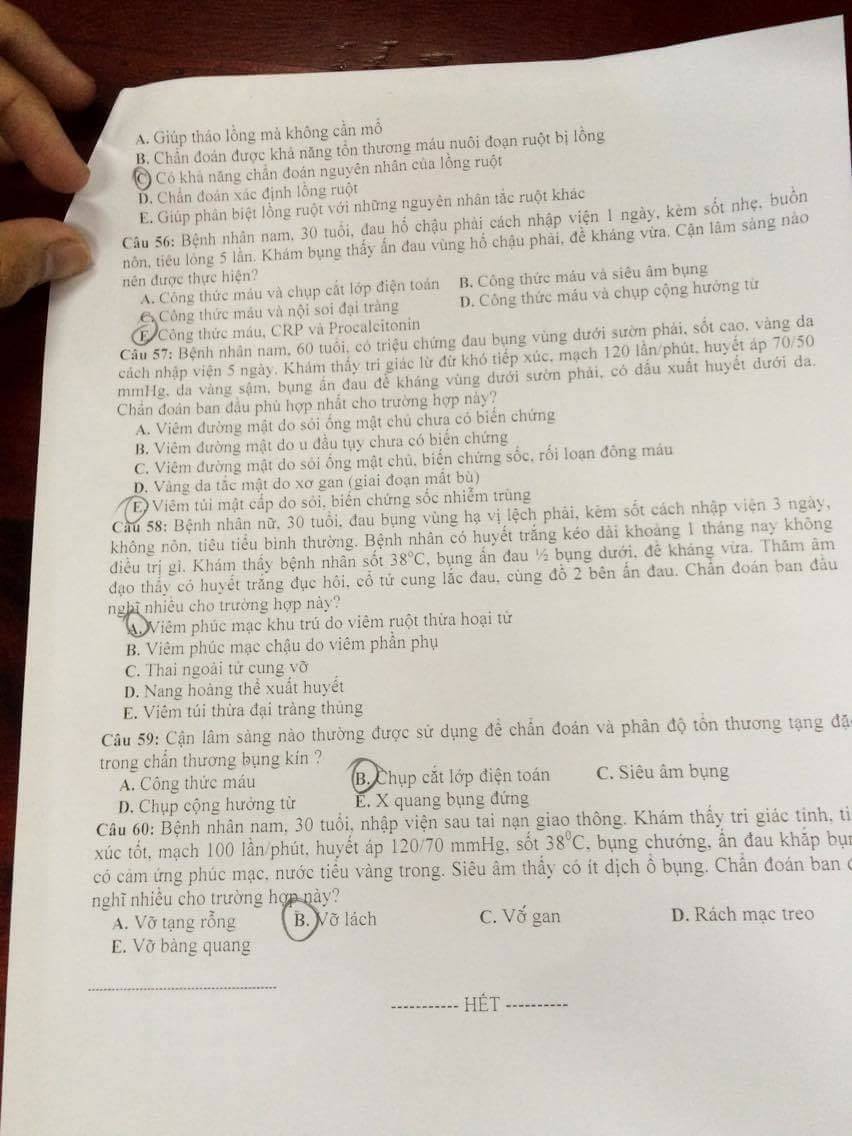 A. Giúp tháo lồng mà không cần mổ
B. Chẩn đoán được khả năng tổn thương máu nuôi đoạn ruột bị lồng
C. Có khả năng chẩn đoán nguyên nhân của lồng ruột
D. Chẩn đoán xác định lồng ruột
E. Giúp phân biệt lồng ruột với những nguyên nhân tắc ruột khác
Câu 56: Bệnh nhân nam, 30 tuổi, đau hố chậu phải cách nhập viện 1 ngày, kèm sốt nhẹ, buồn
nôn, tiêu lỏng 5 lần. Khám bụng thấy ấn đau vùng hố chậu phải, đề kháng vừa. Cận lâm sàng nào
nên được thực hiện?
A. Công thức máu và chụp cắt lớp điện toán B. Công thức máu và siêu âm bụng
C. Công thức máu và nội soi đại tràng D. Công thức máu và chụp cộng hưởng từ
E. Công thức máu, CRP và Procalcitonin
Câu 57: Bệnh nhân nam, 60 tuổi, có triệu chứng đau bụng vùng dưới sườn phải, sốt cao, vàng da
cách nhập viện 5 ngày. Khám thấy tri giác lừ đừ khó tiếp xúc, mạch 120 lần/phút, huyết áp 70/50
mmHg, da vàng sậm, bụng ấn đau đề kháng vùng dưới sườn phải, có dấu xuất huyết dưới da.
Chẩn đoán ban đầu phù hợp nhất cho trường hợp này?
A. Viêm đường mật do sỏi ống mật chủ chưa có biến chứng
B. Viêm đường mật do u đầu tụy chưa có biến chứng
C. Viêm đường mật do sỏi ống mật chủ, biến chứng sốc, rối loạn đông máu
D. Vàng da tắc mật do xơ gan (giai đoạn mất bù)
E. Viêm túi mật cấp do sỏi, biến chứng sốc nhiễm trùng
Câu 58: Bệnh nhân nữ, 30 tuổi, đau bụng vùng hạ vị lệch phải, kèm sốt cách nhập viện 3 ngày,
không nôn, tiêu tiểu bình thường. Bệnh nhân có huyết trắng kéo dài khoảng 1 tháng nay không
điều trị gì. Khám thấy bệnh nhân sốt 38°C, bụng ấn đau ½ bụng dưới, đề kháng vừa. Thăm âm
đạo thấy có huyết trắng đục hôi, cổ tử cung lắc đau, cùng đồ 2 bên ấn đau. Chẩn đoán ban đầu
nghĩ nhiều cho trường hợp này?
A. Viêm phúc mạc khu trú do viêm ruột thừa hoại tử
B. Viêm phúc mạc chậu do viêm phần phụ
C. Thai ngoài tử cung vỡ
D. Nang hoàng thể xuất huyết
E. Viêm túi thừa đại tràng thủng
Câu 59: Cận lâm sàng nào thường được sử dụng để chẩn đoán và phân độ tổn thương tạng đặ
trong chấn thương bụng kín ?
A. Công thức máu B. Chụp cắt lớp điện toán C. Siêu âm bụng
D. Chụp cộng hưởng từ E. X quang bụng đứng
Câu 60: Bệnh nhân nam, 30 tuổi, nhập viện sau tai nạn giao thông. Khám thấy tri giác tỉnh, ti
xúc tốt, mạch 100 lần/phút, huyết áp 120/70 mmHg, sốt 38⁰C, bụng chướng, ấn đau khắp bụn
có cảm ứng phúc mạc, nước tiểu vàng trong. Siêu âm thấy có ít dịch ổ bụng. Chẩn đoán ban đ
nghĩ nhiều cho trường hợp này?
A. Vỡ tạng rỗng B. Vỡ lách C. Vỡ gan D. Rách mạc treo
E. Vỡ bàng quang
----------- HẾT ----------